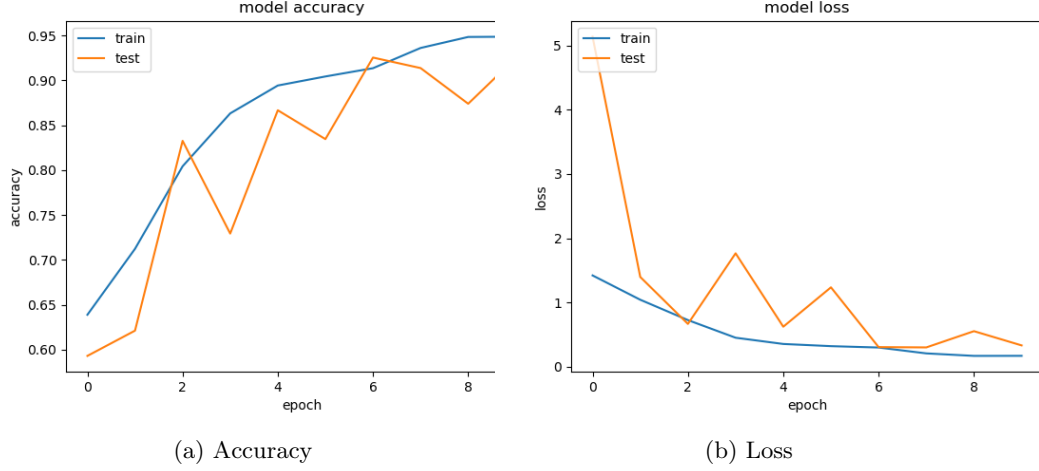 model accuracy
train
test
0.95
0.90
0.85
0.80
0.75
0.70
0.65
0.60
accuracy
0
2
4
6
8
epoch
(a) Accuracy
model loss
train
test
5
4
3
2
1
0
loss
0
2
4
6
8
epoch
(b) Loss